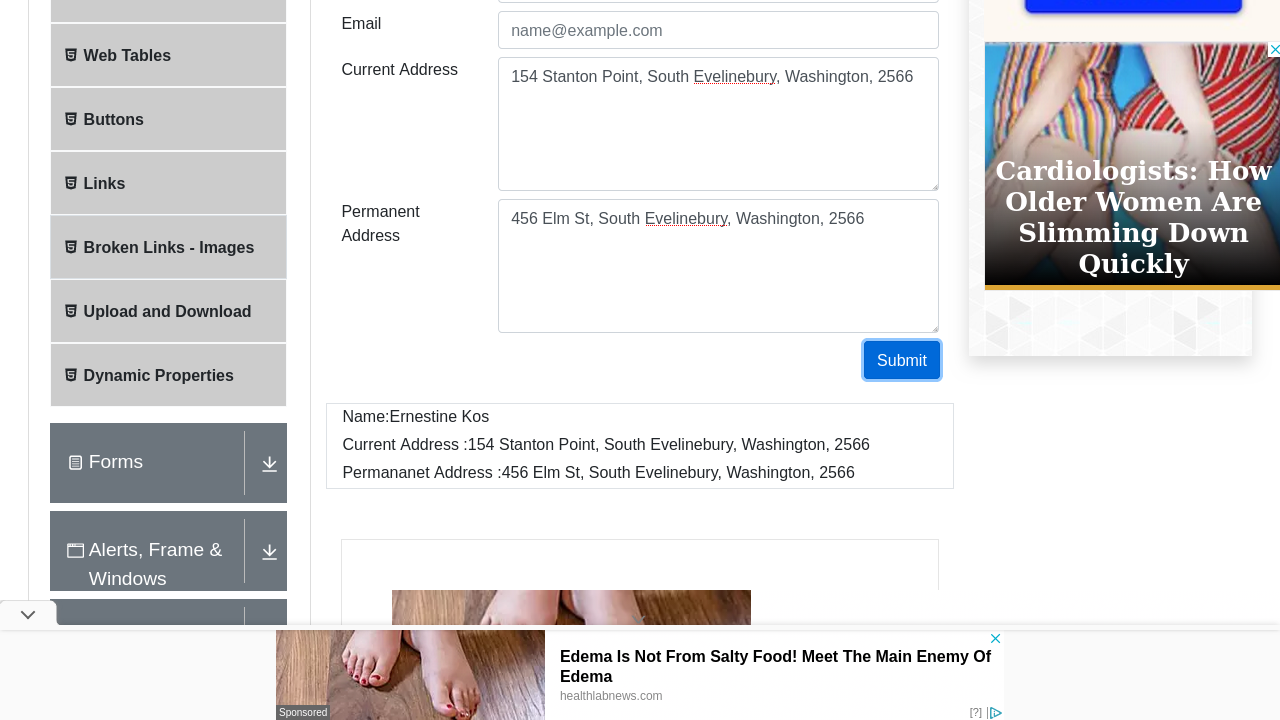 Email
name@example.com
Web Tables
Current Address
154 Stanton Point, South Evelinebury, Washington, 2566
Buttons
Cardiologists: How
Older Women Are
Slimming Down
Quickly
Links
Permanent
Address
456 Elm St, South Evelinebury, Washington, 2566
Broken Links - Images
Upload and Download
Submit
Dynamic Properties
Name:Ernestine Kos
Current Address :154 Stanton Point, South Evelinebury, Washington, 2566
Permananet Address :456 Elm St, South Evelinebury, Washington, 2566
Forms
Alerts, Frame &
Windows
Edema Is Not From Salty Food! Meet The Main Enemy Of
Edema
healthlabnews.com
Sponsored
[?]